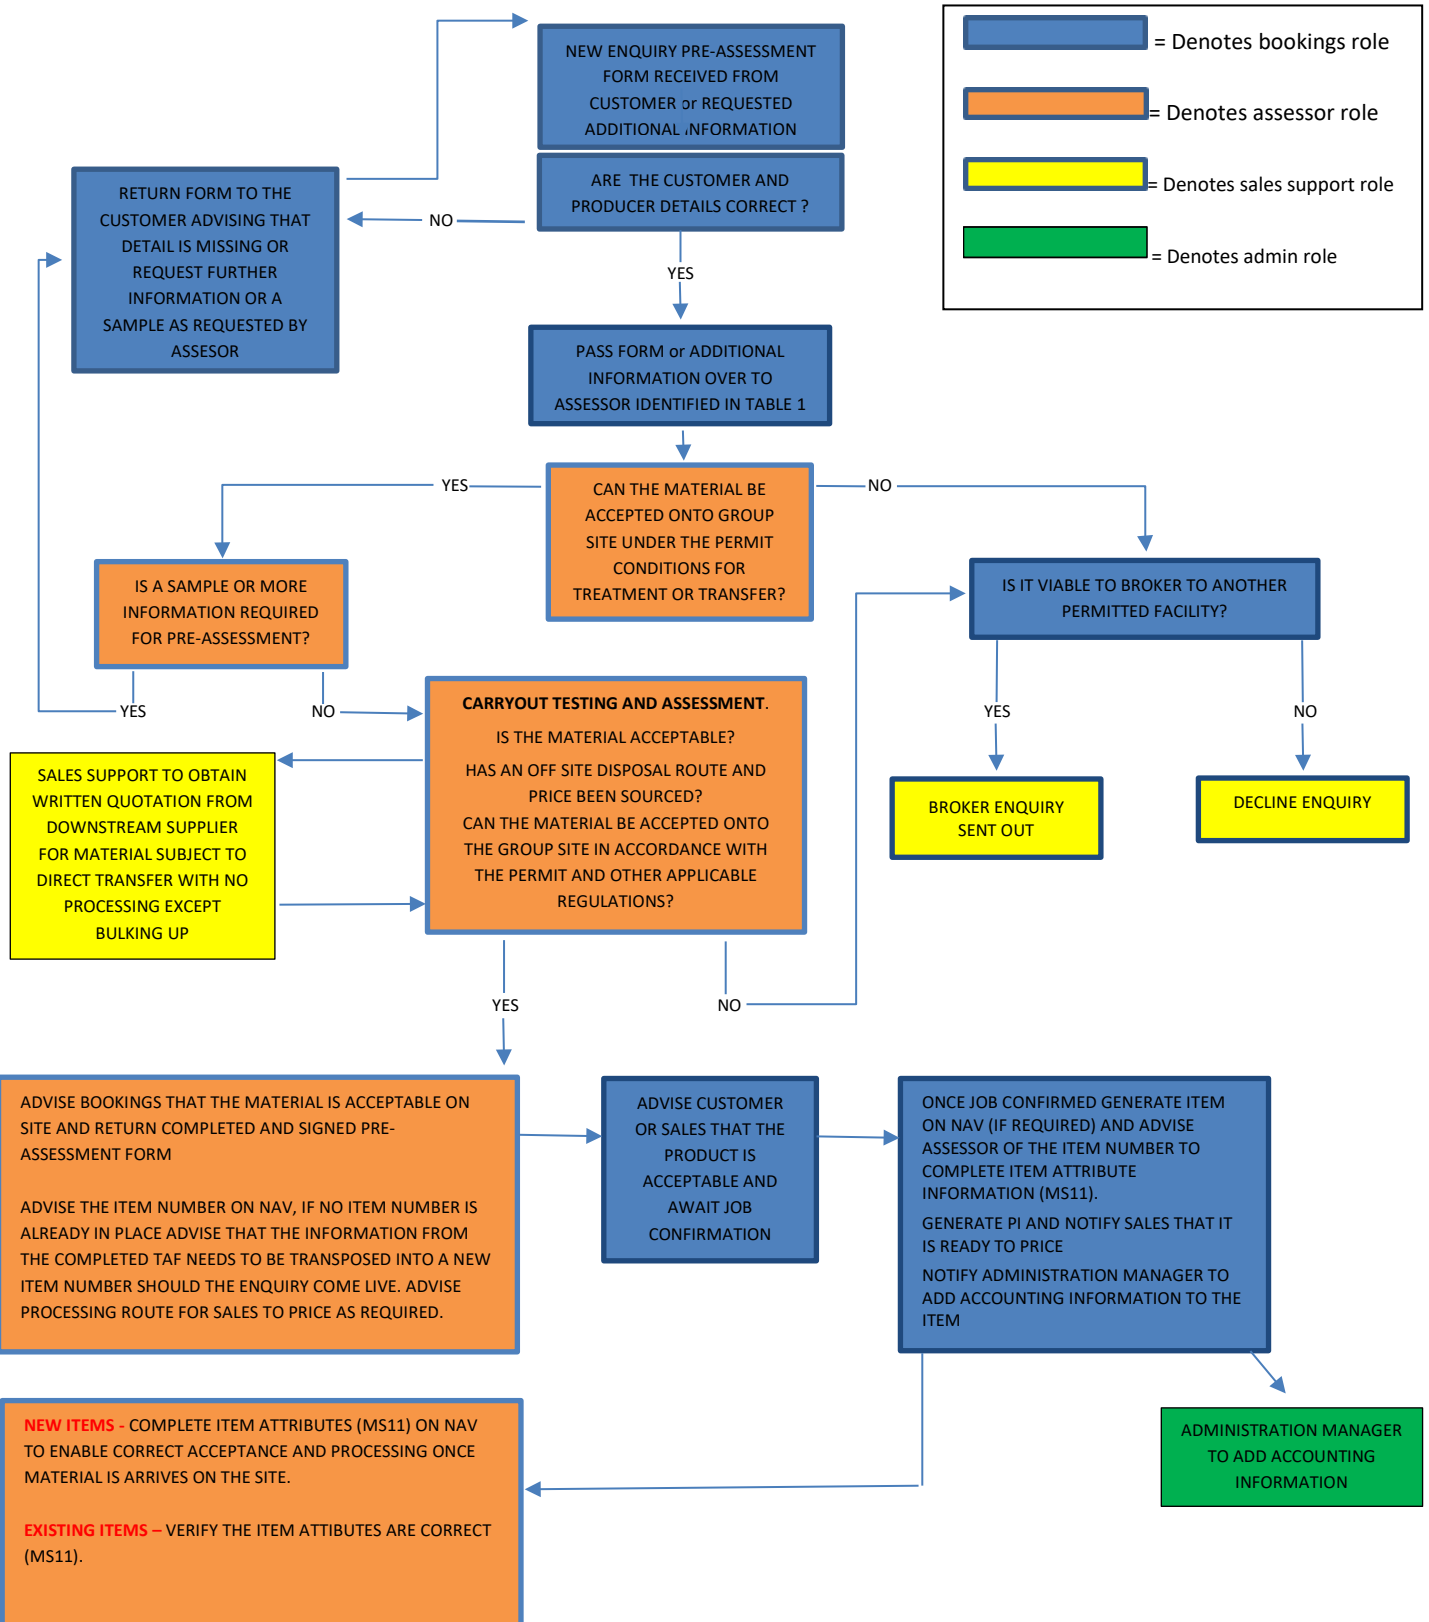 NEW ENQUIRY PRE-ASSESSMENT
FORM RECEIVED FROM
CUSTOMER or REQUESTED
ADDITIONAL INFORMATION
= Denotes bookings role
= Denotes assessor role
= Denotes sales support role
= Denotes admin role
ARE THE CUSTOMER AND
PRODUCER DETAILS CORRECT ?
RETURN FORM TO THE
CUSTOMER ADVISING THAT
DETAIL IS MISSING OR
REQUEST FURTHER
INFORMATION OR A
SAMPLE AS REQUESTED BY
ASSESOR
NO
YES
PASS FORM or ADDITIONAL
INFORMATION OVER TO
ASSESSOR IDENTIFIED IN TABLE 1
CAN THE MATERIAL BE
ACCEPTED ONTO GROUP
SITE UNDER THE PERMIT
CONDITIONS FOR
TREATMENT OR TRANSFER?
YES
NO
IS A SAMPLE OR MORE
INFORMATION REQUIRED
FOR PRE-ASSESSMENT?
IS IT VIABLE TO BROKER TO ANOTHER
PERMITTED FACILITY?
YES
NO
CARRYOUT TESTING AND ASSESSMENT.
IS THE MATERIAL ACCEPTABLE?
HAS AN OFF SITE DISPOSAL ROUTE AND
PRICE BEEN SOURCED?
CAN THE MATERIAL BE ACCEPTED ONTO
THE GROUP SITE IN ACCORDANCE WITH
THE PERMIT AND OTHER APPLICABLE
REGULATIONS?
YES
NO
SALES SUPPORT TO OBTAIN
WRITTEN QUOTATION FROM
DOWNSTREAM SUPPLIER
FOR MATERIAL SUBJECT TO
DIRECT TRANSFER WITH NO
PROCESSING EXCEPT
BULKING UP
BROKER ENQUIRY
SENT OUT
DECLINE ENQUIRY
YES
NO
ADVISE BOOKINGS THAT THE MATERIAL IS ACCEPTABLE ON
SITE AND RETURN COMPLETED AND SIGNED PRE-
ASSESSMENT FORM
ADVISE THE ITEM NUMBER ON NAV, IF NO ITEM NUMBER IS
ALREADY IN PLACE ADVISE THAT THE INFORMATION FROM
THE COMPLETED TAF NEEDS TO BE TRANSPOSED INTO A NEW
ITEM NUMBER SHOULD THE ENQUIRY COME LIVE. ADVISE
PROCESSING ROUTE FOR SALES TO PRICE AS REQUIRED.
ADVISE CUSTOMER
OR SALES THAT THE
PRODUCT IS
ACCEPTABLE AND
AWAIT JOB
CONFIRMATION
ONCE JOB CONFIRMED GENERATE ITEM
ON NAV (IF REQUIRED) AND ADVISE
ASSESSOR OF THE ITEM NUMBER TO
COMPLETE ITEM ATTRIBUTE
INFORMATION (MS11).
GENERATE PI AND NOTIFY SALES THAT IT
IS READY TO PRICE
NOTIFY ADMINISTRATION MANAGER TO
ADD ACCOUNTING INFORMATION TO THE
ITEM
NEW ITEMS - COMPLETE ITEM ATTRIBUTES (MS11) ON NAV
TO ENABLE CORRECT ACCEPTANCE AND PROCESSING ONCE
MATERIAL IS ARRIVES ON THE SITE.
EXISTING ITEMS – VERIFY THE ITEM ATTIBUTES ARE CORRECT
(MS11).
ADMINISTRATION MANAGER
TO ADD ACCOUNTING
INFORMATION